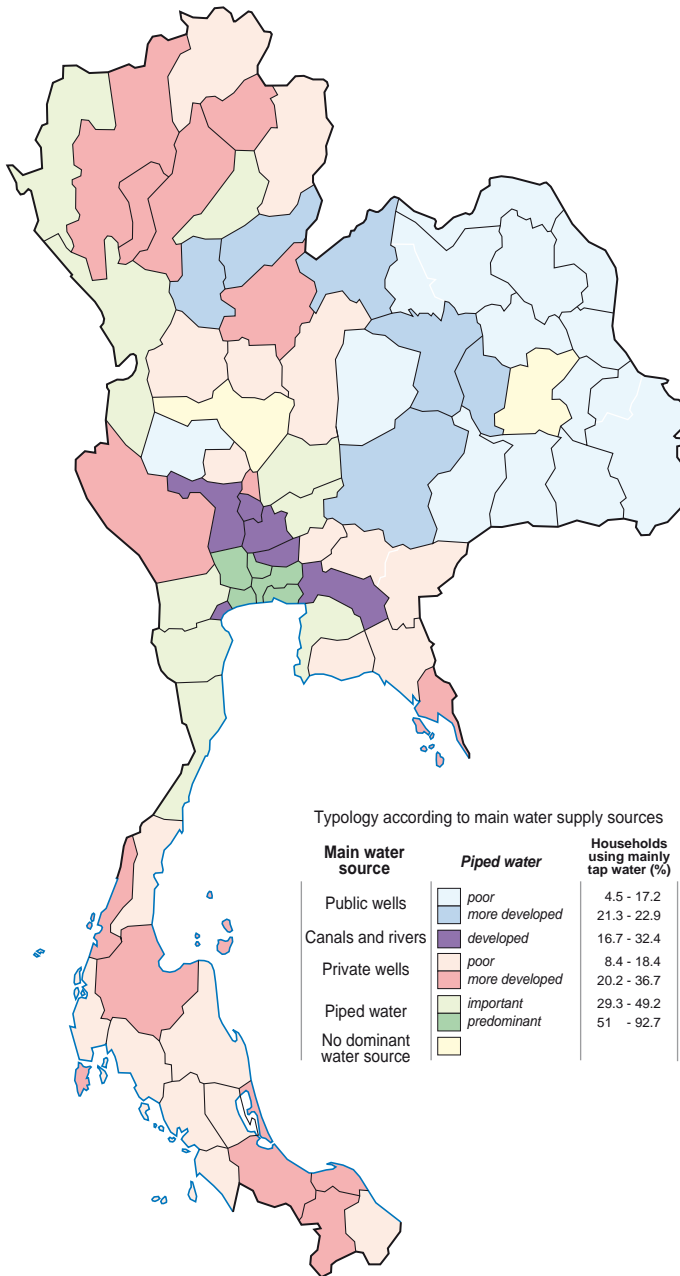 Typology according to main water supply sources
Main water source
Piped water
Households using mainly tap water (%)
Public wells
poor
4.5 - 17.2
more developed
21.3 - 22.9
Canals and rivers
developed
16.7 - 32.4
Private wells
poor
8.4 - 18.4
more developed
20.2 - 36.7
Piped water
important
29.3 - 49.2
predominant
51 - 92.7
No dominant water source